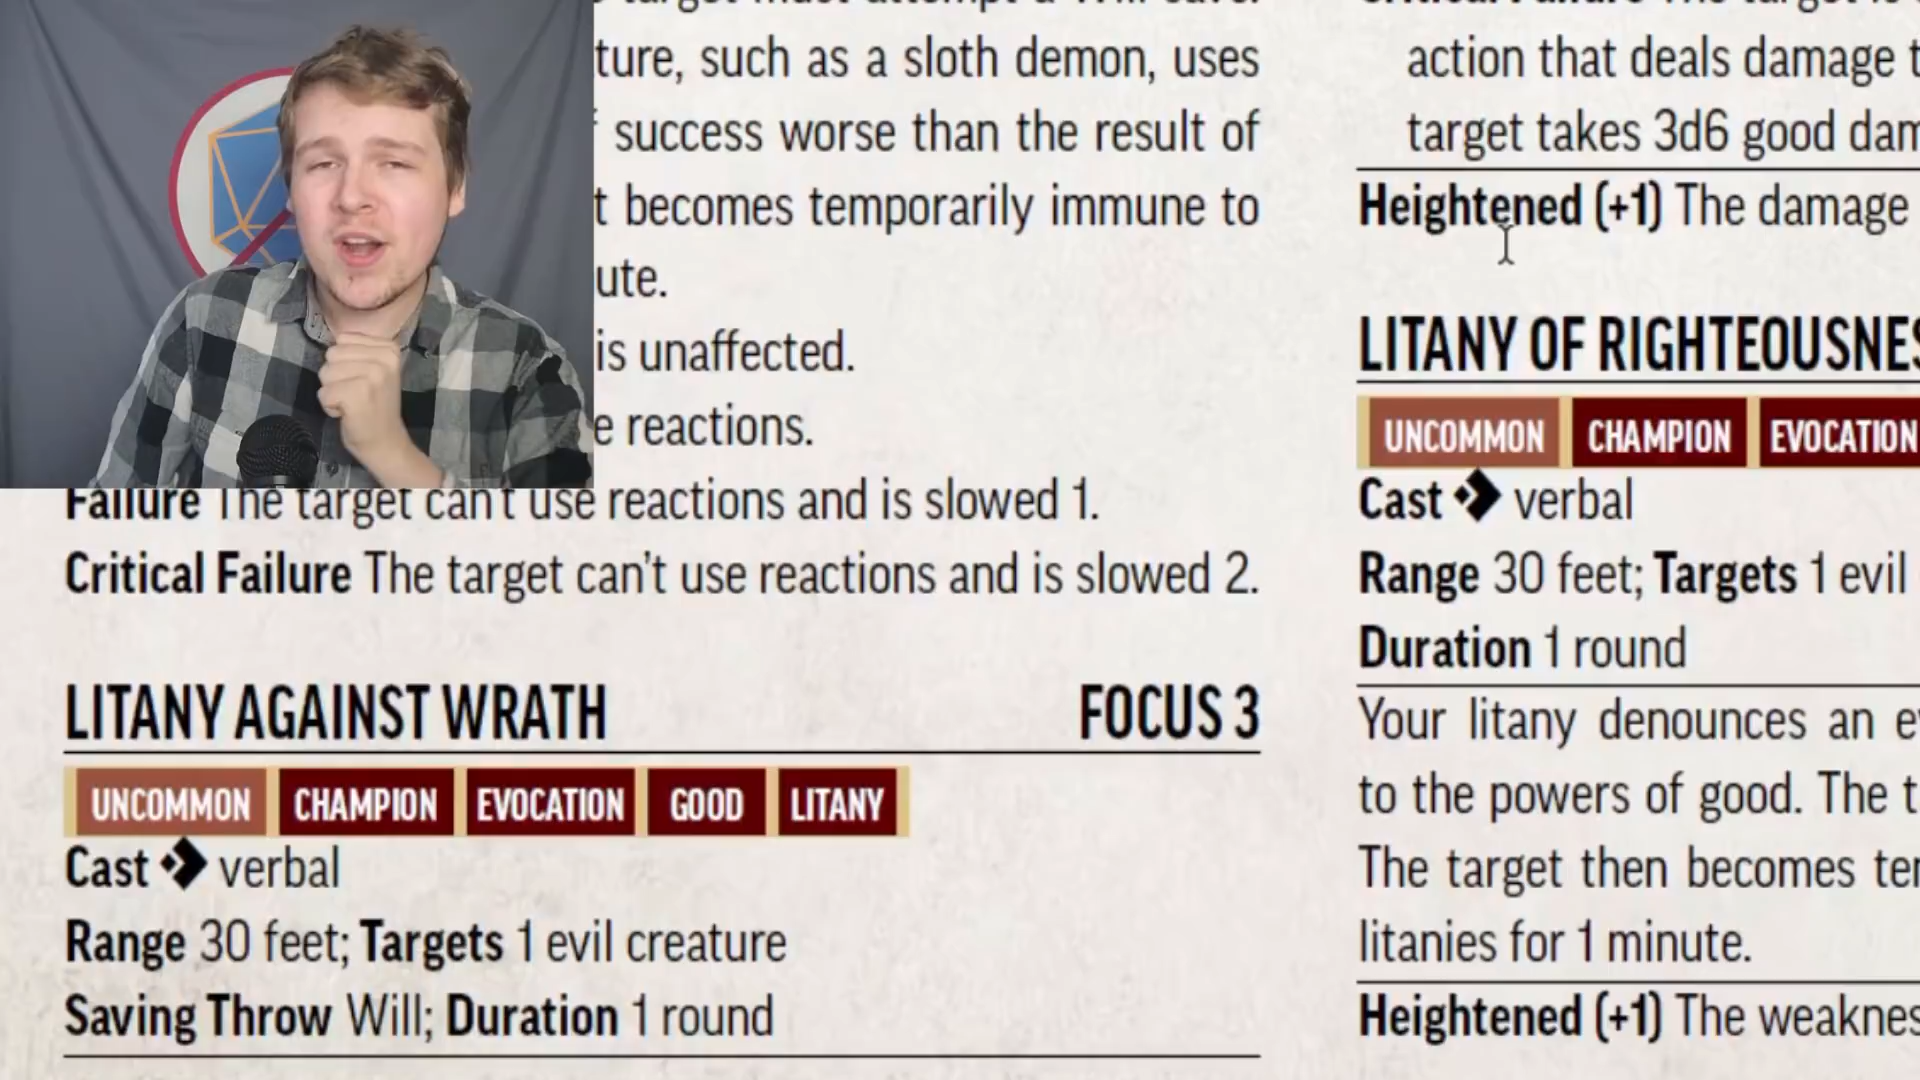 ture, such as a sloth demon, uses
success worse than the result of
t becomes temporarily immune to
ute.
is unaffected.
e reactions.
Failure The target can't use reactions and is slowed 1.
Critical Failure The target can't use reactions and is slowed 2.
LITANY AGAINST WRATH FOCUS 3
UNCOMMON CHAMPION EVOCATION GOOD LITANY
Cast verbal
Range 30 feet; Targets 1 evil creature
Saving Throw Will; Duration 1 round
action that deals damage t
target takes 3d6 good dam
Heightened (+1) The damage
LITANY OF RIGHTEOUSNES
UNCOMMON CHAMPION EVOCATION
Cast verbal
Range 30 feet; Targets 1 evil
Duration 1 round
Your litany denounces an ev
to the powers of good. The t
The target then becomes ter
litanies for 1 minute.
Heightened (+1) The weaknes